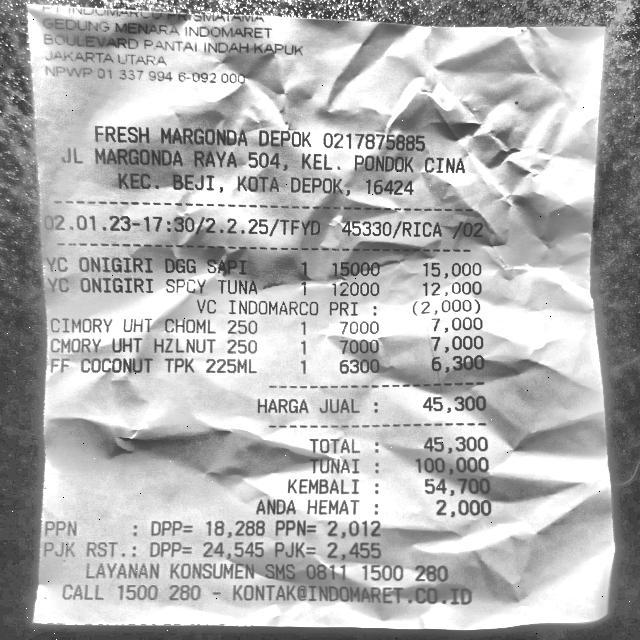 PT INDOMARCO PRISMATAMA
GEDUNG MENARA INDOMARET
BOULEVARD PANTAI INDAH KAPUK
JAKARTA UTARA
NPWP 01 337 994 6-092 000
FRESH MARGONDA DEPOK 0217875885
JL MARGONDA RAYA 504, KEL. PONDOK CINA
KEC. BEJI, KOTA DEPOK, 16424
02.01.23-17:30/2.2.25/TFYD 45330/RICA /02
YC ONIGIRI DGG SAPI 1 15000 15,000
YC ONIGIRI SPCY TUNA 1 12000 12,000
VC INDOMARCO PRI : (2,000)
CIMORY UHT CHOML 250 1 7000 7,000
CMORY UHT HZLNUT 250 1 7000 7,000
FF COCONUT TPK 225ML 1 6300 6,300
HARGA JUAL : 45,300
TOTAL : 45,300
TUNAI : 100,000
KEMBALI : 54,700
ANDA HEMAT : 2,000
PPN : DPP= 18,288 PPN= 2,012
PJK RST.: DPP= 24,545 PJK= 2,455
LAYANAN KONSUMEN SMS 0811 1500 280
CALL 1500 280 - KONTAK@INDOMARET.CO.ID